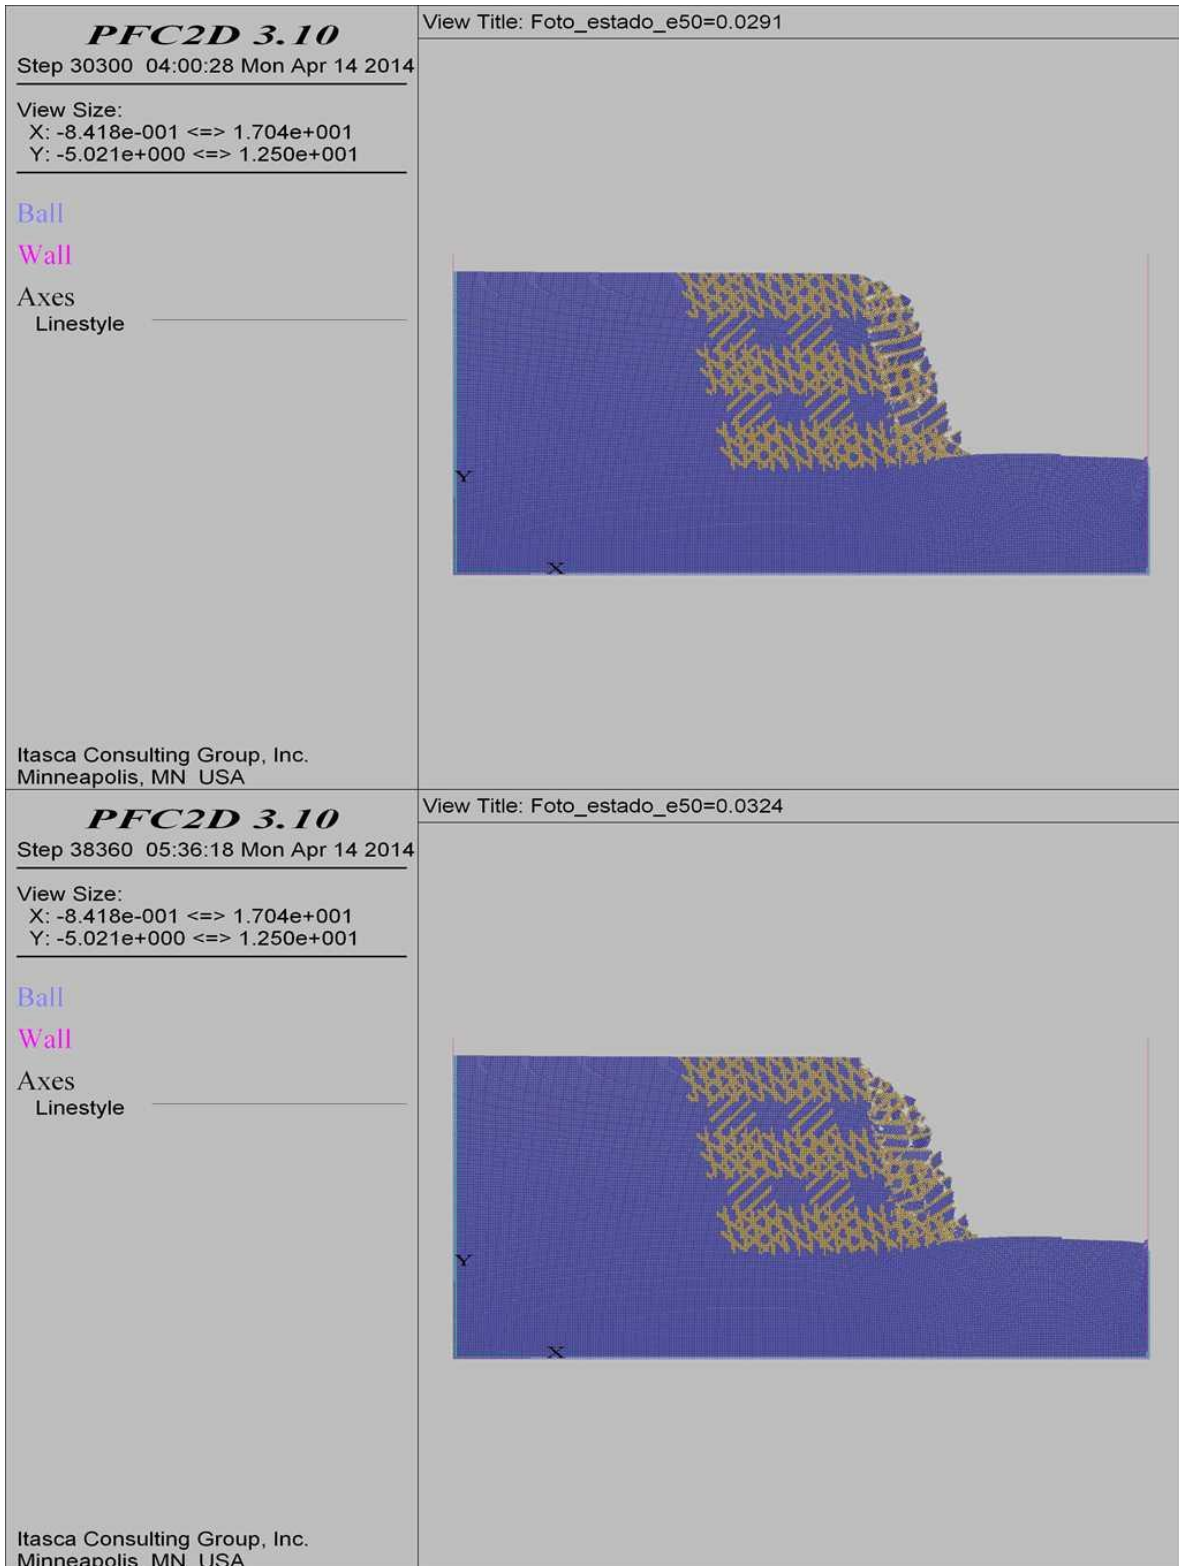 PFC2D 3.10
Step 30300 04:00:28 Mon Apr 14 2014
View Size:
X: -8.418e-001 <=> 1.704e+001
Y: -5.021e+000 <=> 1.250e+001
Ball
Wall
Axes
Linestyle
Itasca Consulting Group, Inc.
Minneapolis, MN USA
View Title: Foto_estado_e50=0.0291
Y
X
PFC2D 3.10
Step 38360 05:36:18 Mon Apr 14 2014
View Size:
X: -8.418e-001 <=> 1.704e+001
Y: -5.021e+000 <=> 1.250e+001
Ball
Wall
Axes
Linestyle
Itasca Consulting Group, Inc.
Minneapolis, MN USA
View Title: Foto_estado_e50=0.0324
Y
X